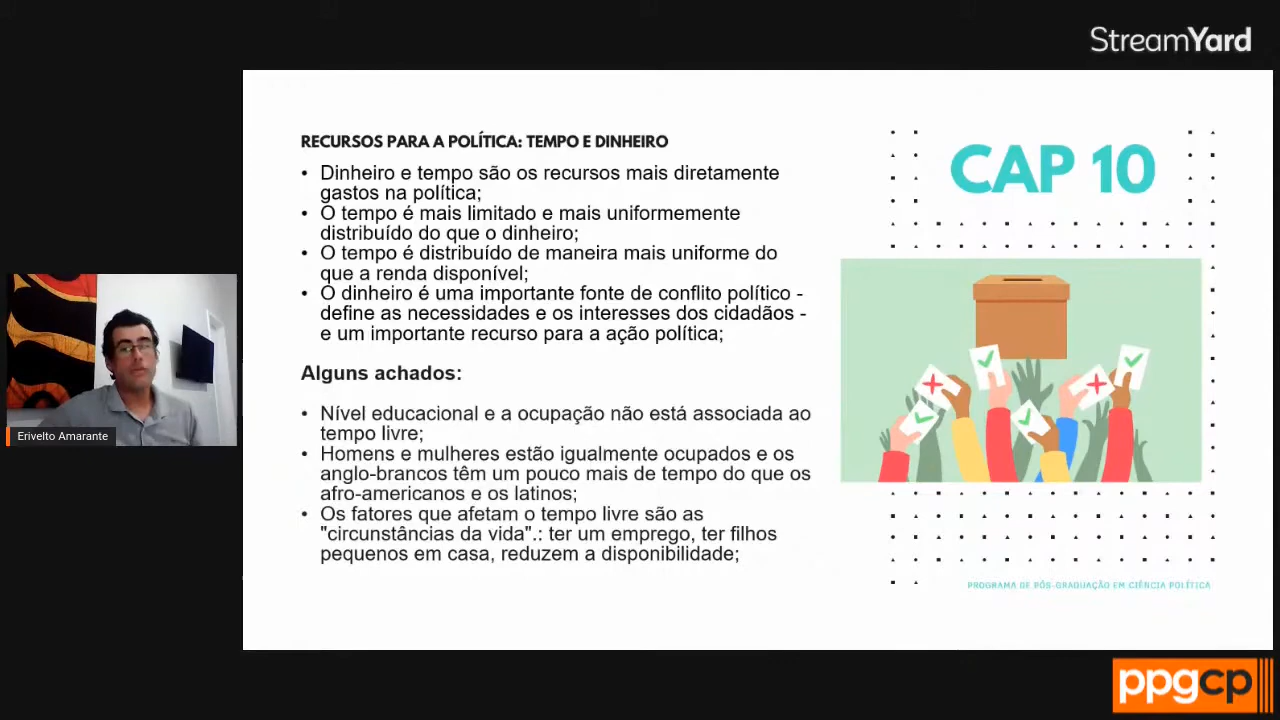 StreamYard
RECURSOS PARA A POLÍTICA: TEMPO E DINHEIRO
• Dinheiro e tempo são os recursos mais diretamente
gastos na política;
• O tempo é mais limitado e mais uniformemente
distribuído do que o dinheiro;
• O tempo é distribuído de maneira mais uniforme do
que a renda disponível;
• O dinheiro é uma importante fonte de conflito político -
define as necessidades e os interesses dos cidadãos -
e um importante recurso para a ação política;
Alguns achados:
• Nível educacional e a ocupação não está associada ao
tempo livre;
• Homens e mulheres estão igualmente ocupados e os
anglo-brancos têm um pouco mais de tempo do que os
afro-americanos e os latinos;
• Os fatores que afetam o tempo livre são as
"circunstâncias da vida".: ter um emprego, ter filhos
pequenos em casa, reduzem a disponibilidade;
CAP 10
PROGRAMA DE PÓS-GRADUAÇÃO EM CIÊNCIA POLÍTICA
Erivelto Amarante
ppgcp